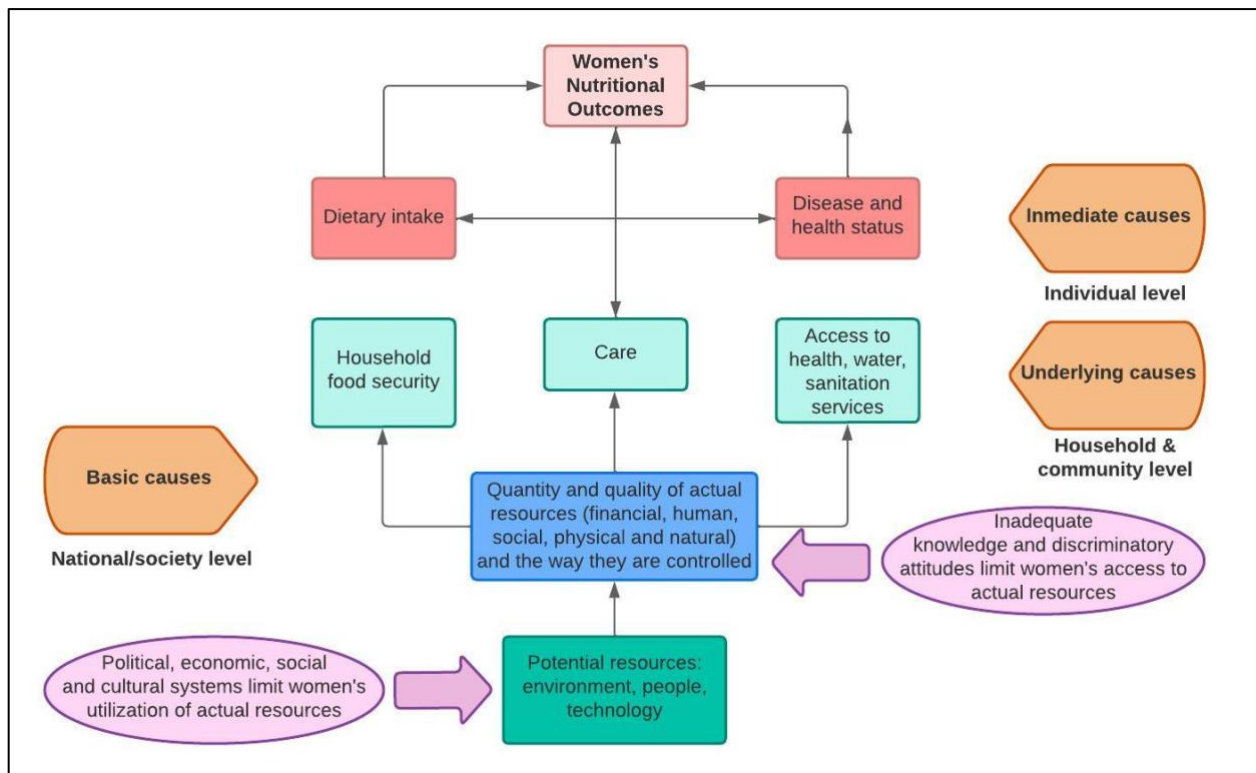 Women's
Nutritional
Outcomes
Dietary intake
Disease and
health status
Inmediate causes
Individual level
Household
food security
Care
Access to
health, water,
sanitation
services
Underlying causes
Household &
community level
Basic causes
National/society level
Quantity and quality of actual
resources (financial, human,
social, physical and natural)
and the way they are controlled
Inadequate
knowledge and discriminatory
attitudes limit women's access to
actual resources
Political, economic, social
and cultural systems limit women's
utilization of actual resources
Potential resources:
environment, people,
technology